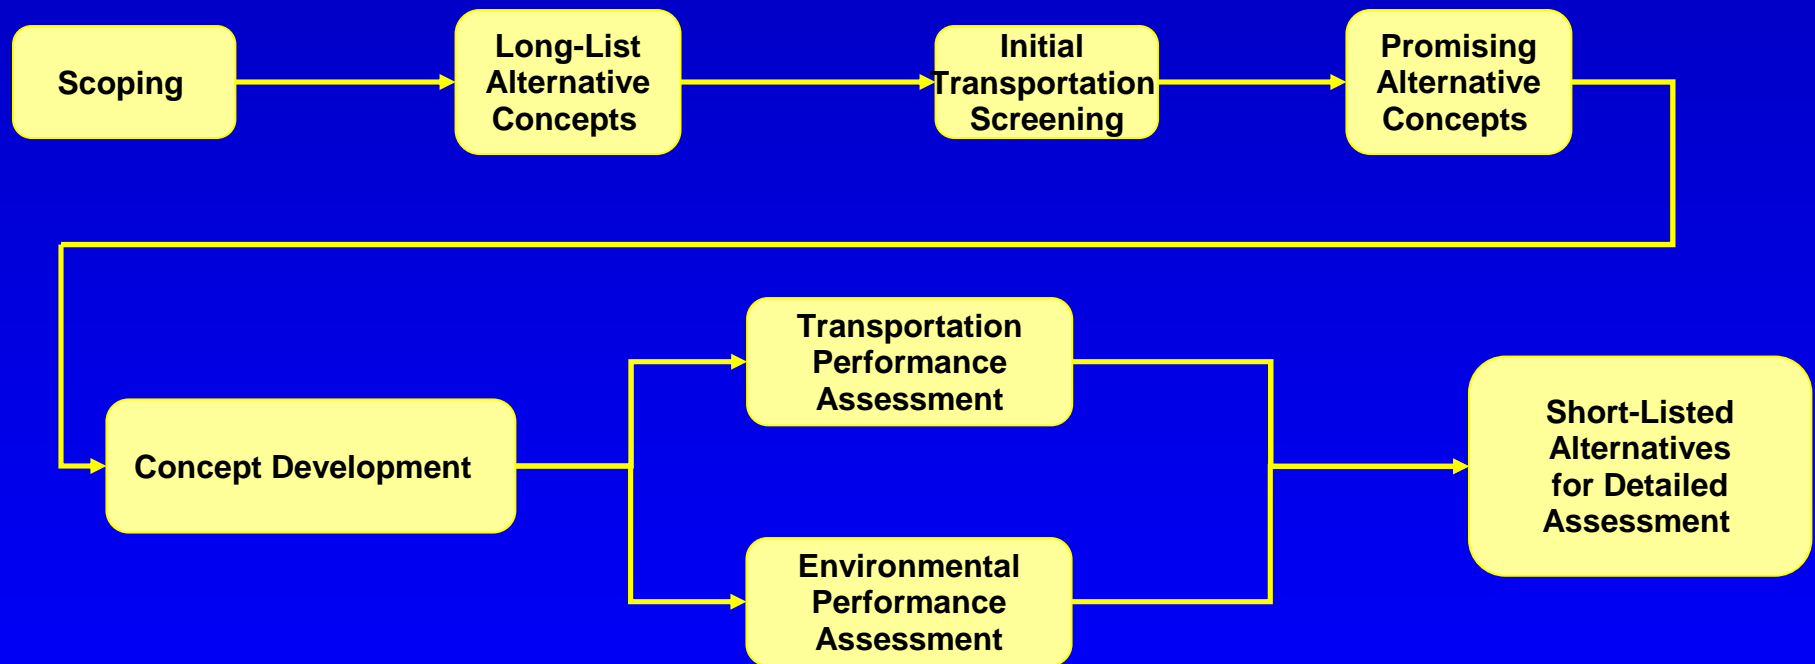 Scoping
Long-List
Alternative
Concepts
Initial
Transportation
Screening
Promising
Alternative
Concepts
Concept Development
Transportation
Performance
Assessment
Environmental
Performance
Assessment
Short-Listed
Alternatives
for Detailed
Assessment